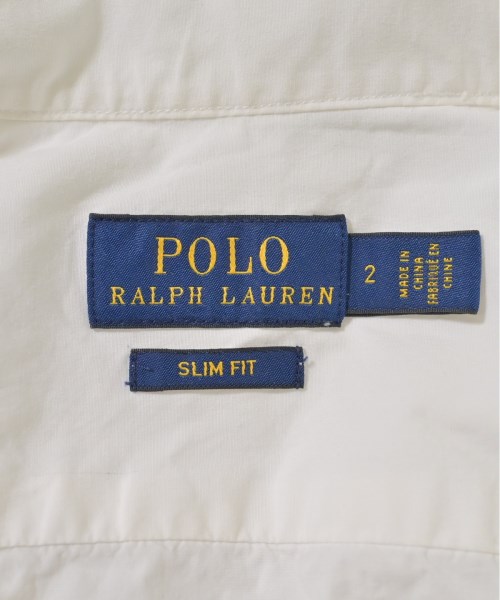 POLO
RALPH LAUREN
2
MADE IN
CHINA
FABRIQUÉ EN
CHINE
SLIM FIT